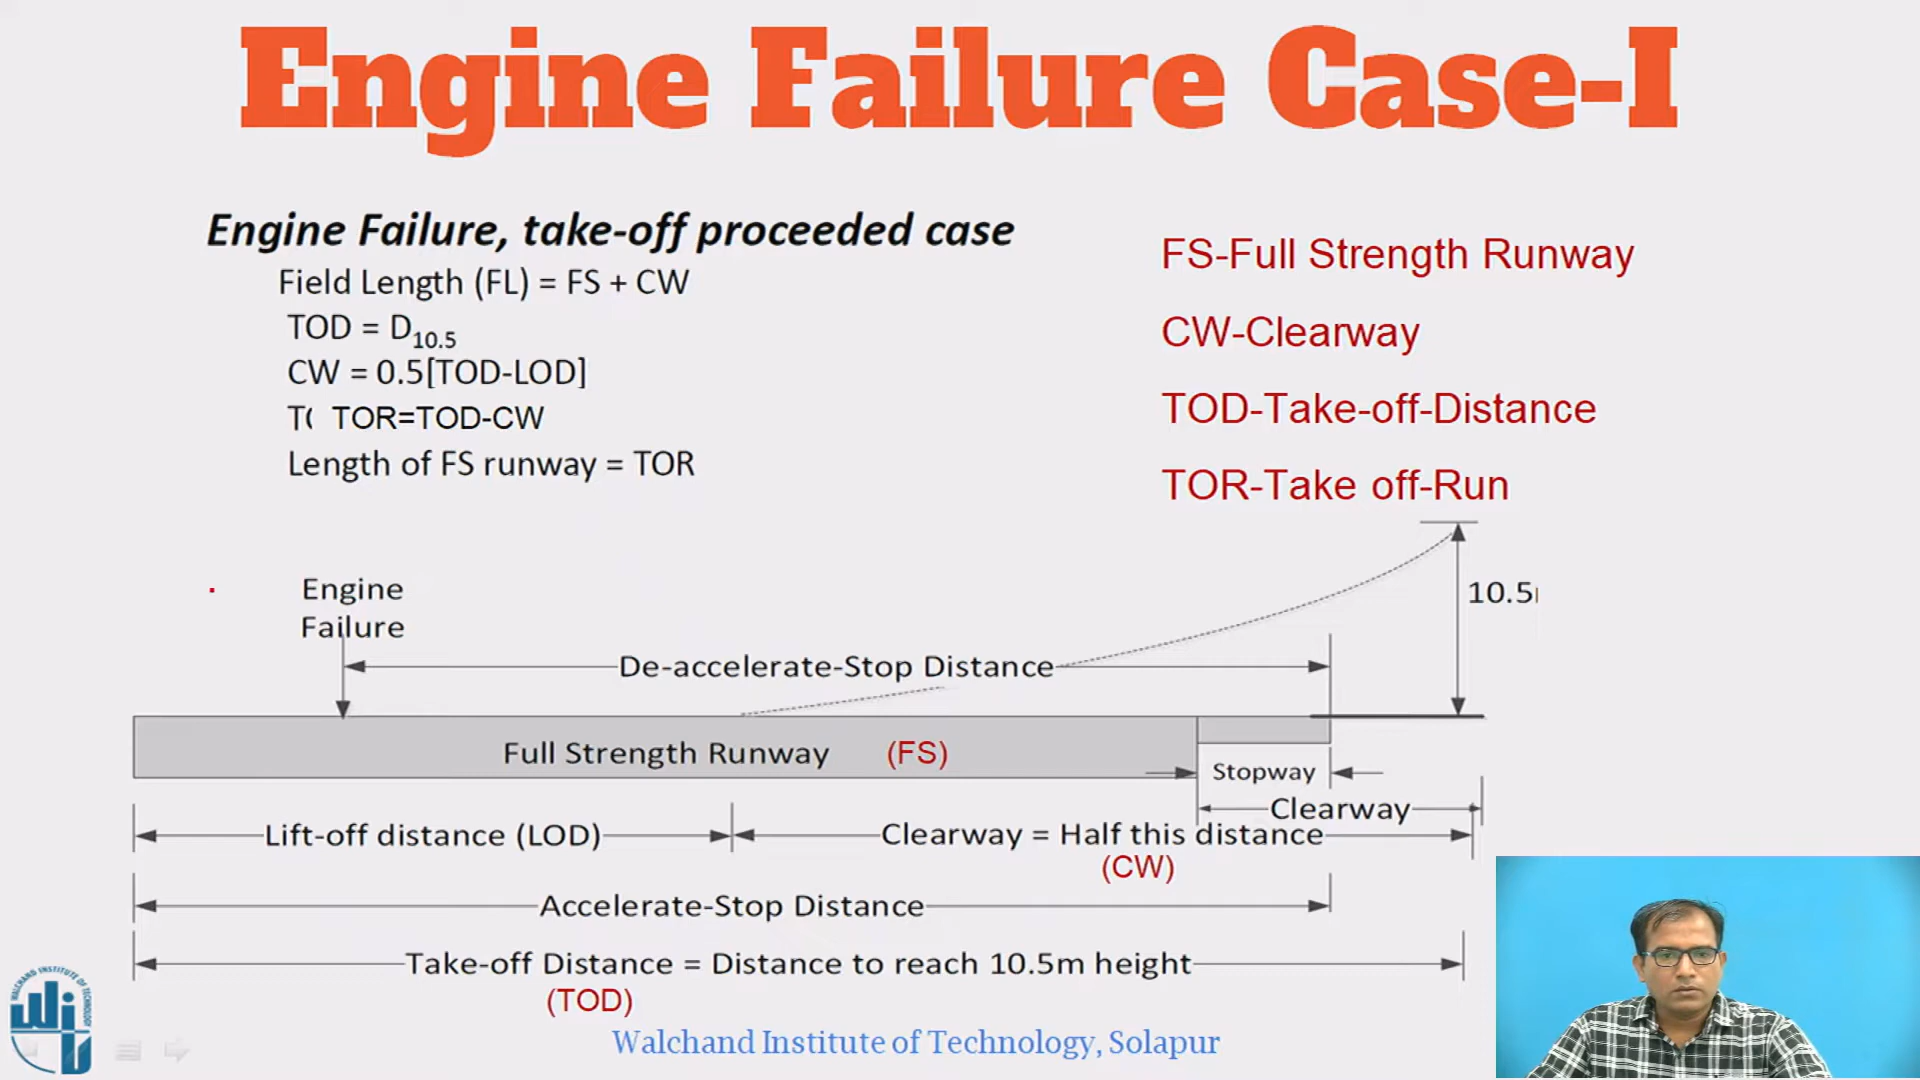 Engine Failure Case-I
Engine Failure, take-off proceeded case
Field Length (FL) = FS + CW
TOD = D10.5
CW = 0.5[TOD-LOD]
TOR=TOD-CW
Length of FS runway = TOR
FS-Full Strength Runway
CW-Clearway
TOD-Take-off-Distance
TOR-Take off-Run
Engine
Failure
10.5
De-accelerate-Stop Distance
Full Strength Runway (FS)
Stopway
Clearway
Lift-off distance (LOD)
Clearway = Half this distance
(CW)
Accelerate-Stop Distance
Take-off Distance = Distance to reach 10.5m height
(TOD)
WALCHAND INSTITUTE OF TECHNOLOGY
Walchand Institute of Technology, Solapur